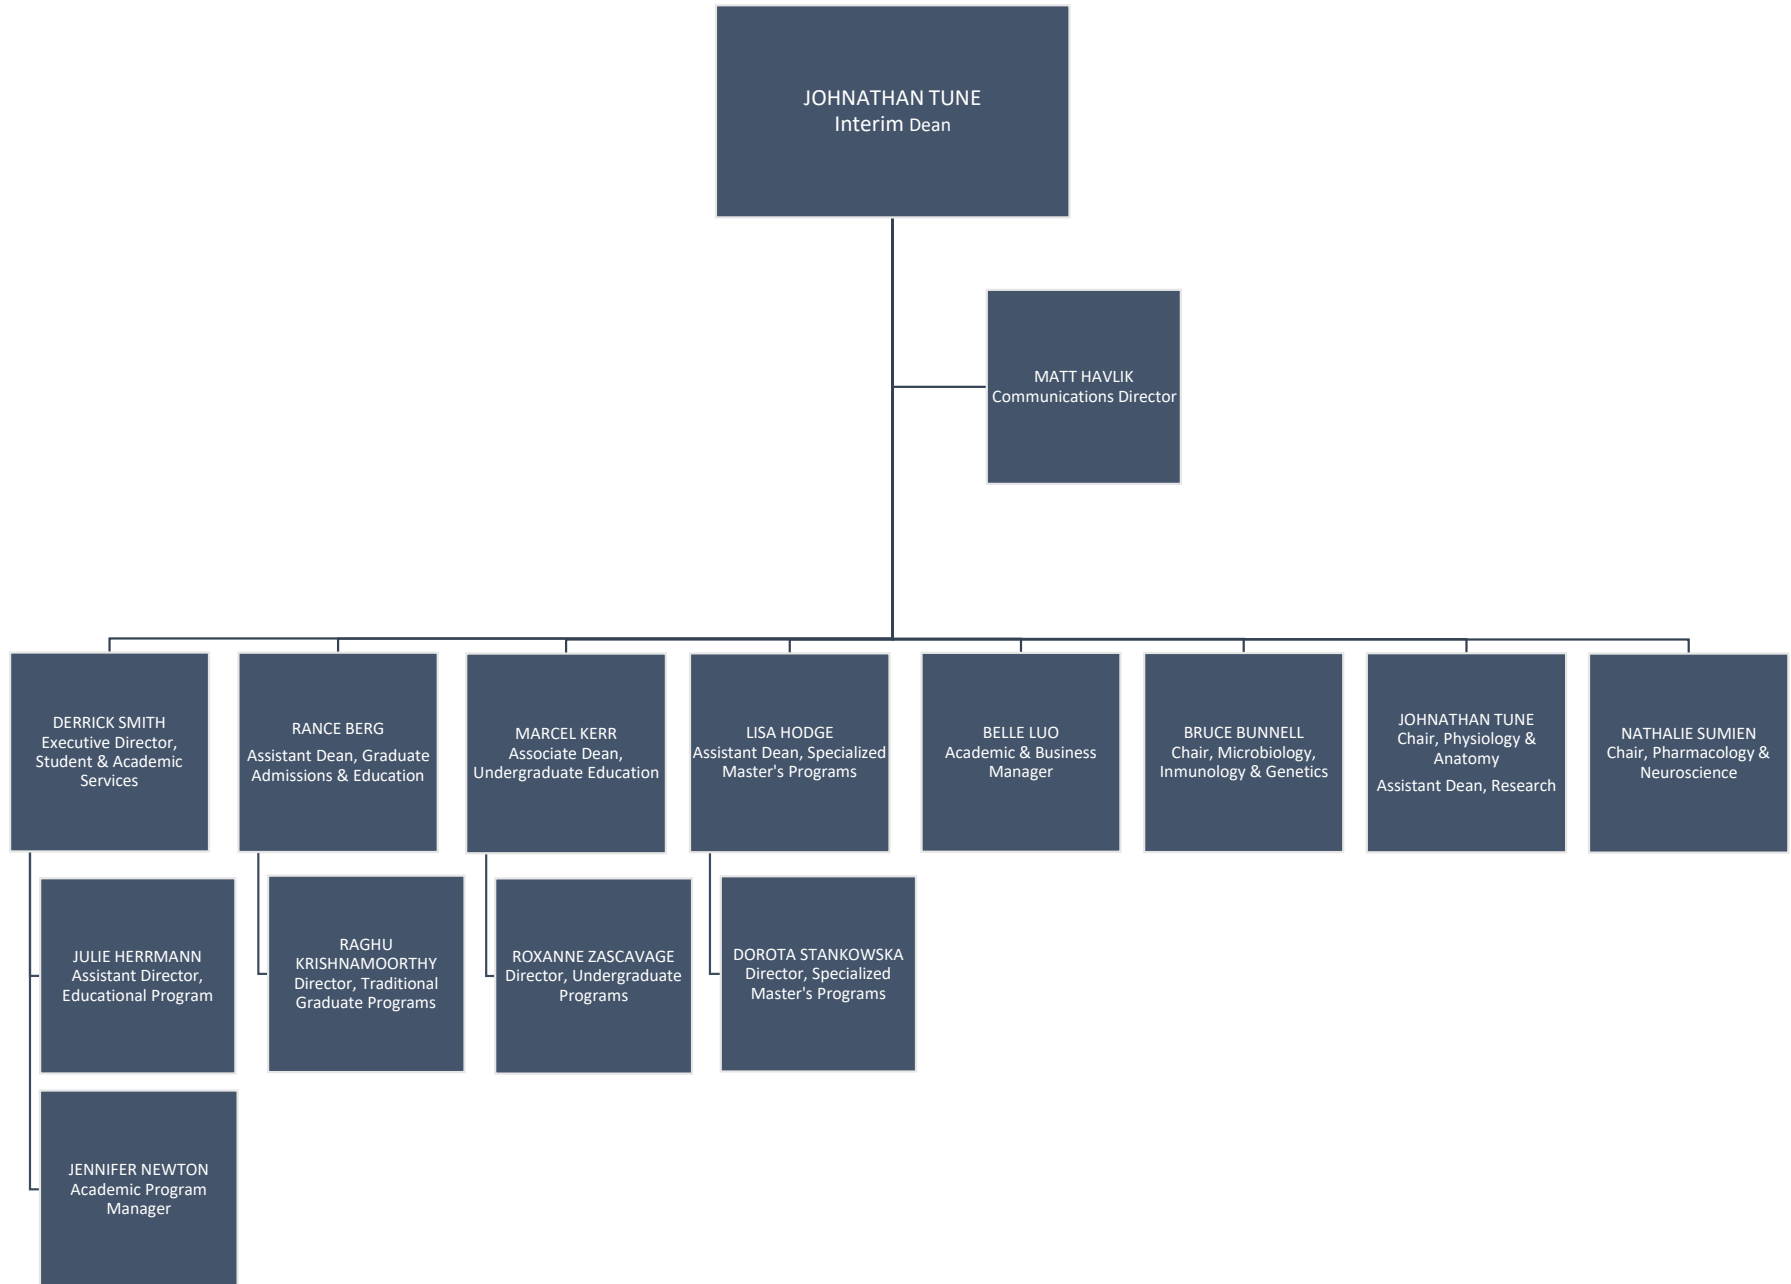 JOHNATHAN TUNE
Interim Dean
MATT HAVLIK
Communications Director
DERRICK SMITH
Executive Director,
Student & Academic
Services
RANCE BERG
Assistant Dean, Graduate
Admissions & Education
MARCEL KERR
Associate Dean,
Undergraduate Education
LISA HODGE
Assistant Dean, Specialized
Master's Programs
BELLE LUO
Academic & Business
Manager
BRUCE BUNNELL
Chair, Microbiology,
Inmunology & Genetics
JOHNATHAN TUNE
Chair, Physiology &
Anatomy
Assistant Dean, Research
NATHALIE SUMIEN
Chair, Pharmacology &
Neuroscience
JULIE HERRMANN
Assistant Director,
Educational Program
RAGHU
KRISHNAMOORTHY
Director, Traditional
Graduate Programs
ROXANNE ZASCAVAGE
Director, Undergraduate
Programs
DOROTA STANKOWSKA
Director, Specialized
Master's Programs
JENNIFER NEWTON
Academic Program
Manager